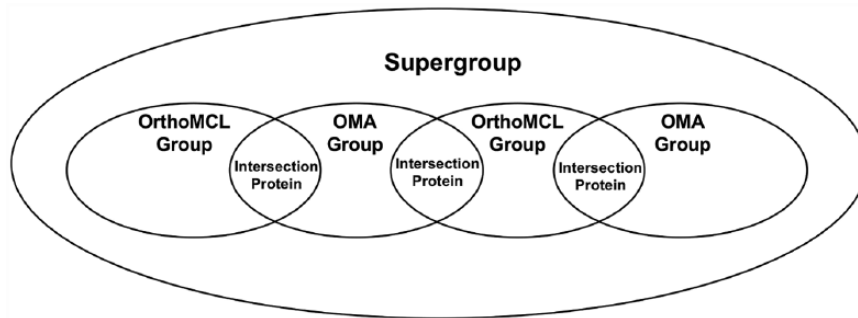 Supergroup
OrthoMCL
Group
OMA
Group
OrthoMCL
Group
OMA
Group
Intersection
Protein
Intersection
Protein
Intersection
Protein